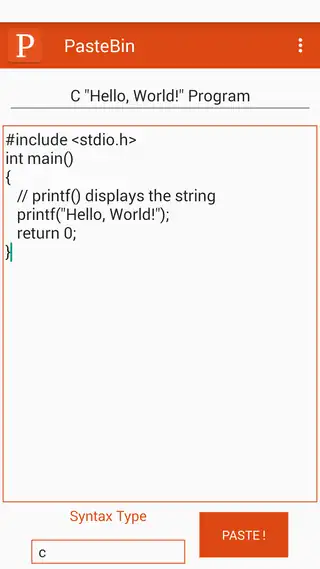 P
PasteBin
C "Hello, World!" Program
#include <stdio.h>
int main()
{
// printf() displays the string
printf("Hello, World!");
return 0;
}
Syntax Type
PASTE !
c